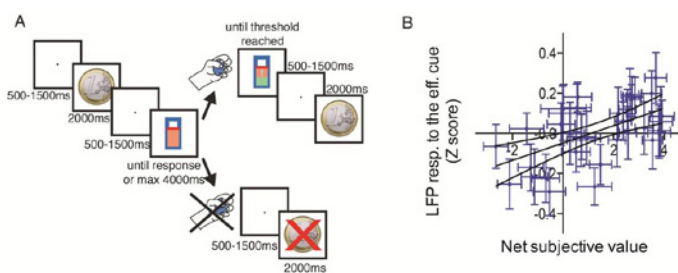 A
until threshold
reached
500-1500ms
2000ms
500-1500ms
2000ms
500-1500ms
until response
or max 4000ms
500-1500ms
2000ms
B
LFP resp. to the eff. cue
(Z score)
0.4
0.2
-0.0
-2
2
4
-0.4
Net subjective value